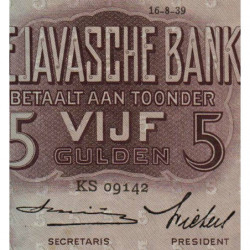 16-8-39
E JAVASCHE BANK
BETAALT AAN TOONDER
5 VIJF 5
GULDEN
KS 09142
SECRETARIS PRESIDENT